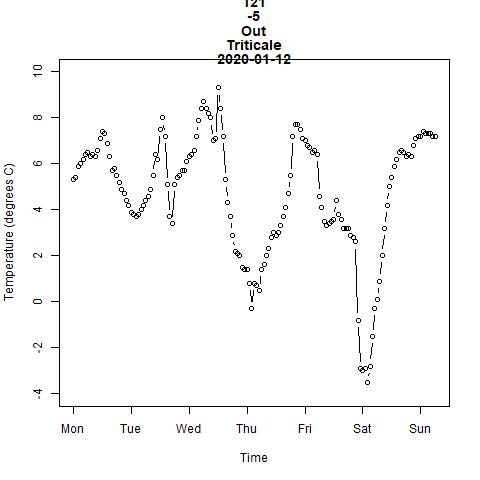 121
-5
Out
Triticale
2020-01-12
Temperature (degrees C)
10
8
6
4
2
0
-2
-4
Mon Tue Wed Thu Fri Sat Sun
Time